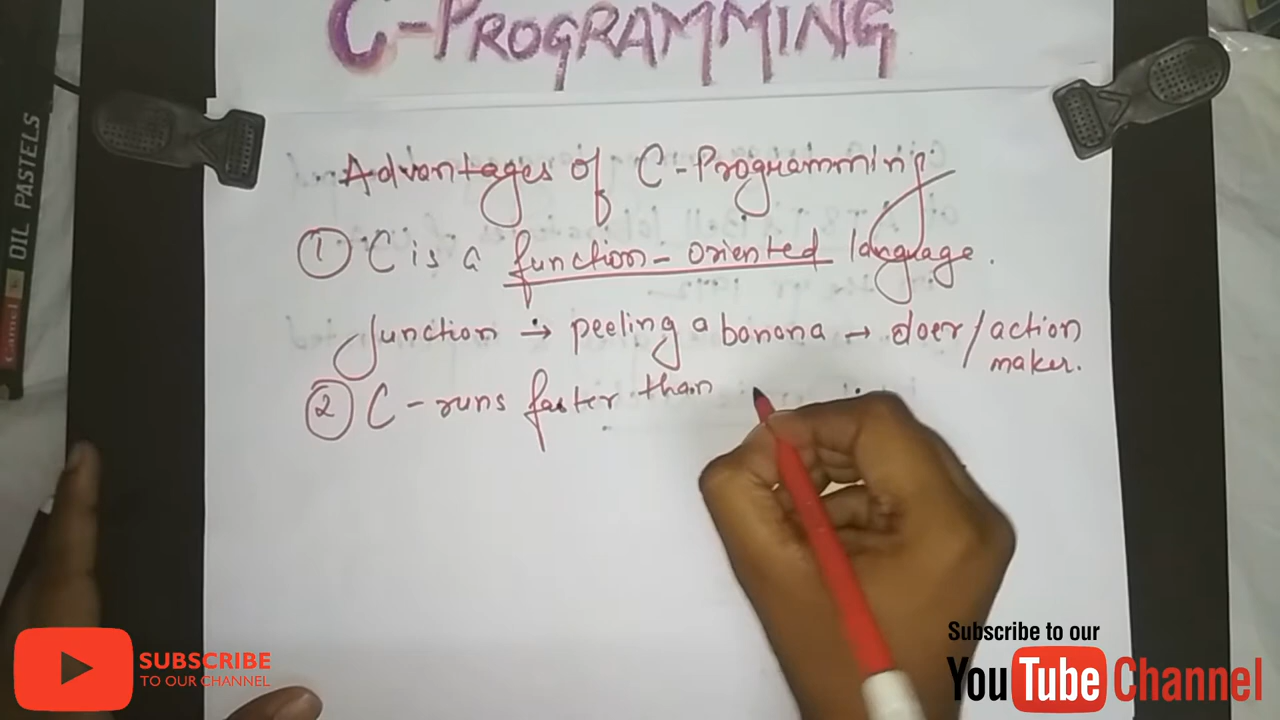 C-PROGRAMMING
Advantages of C-Programming
① C is a function-oriented language.
function → peeling a banana → doer/action
maker.
② C-runs faster than
OIL PASTELS
Camel
SUBSCRIBE
TO OUR CHANNEL
Subscribe to our
YouTube Channel